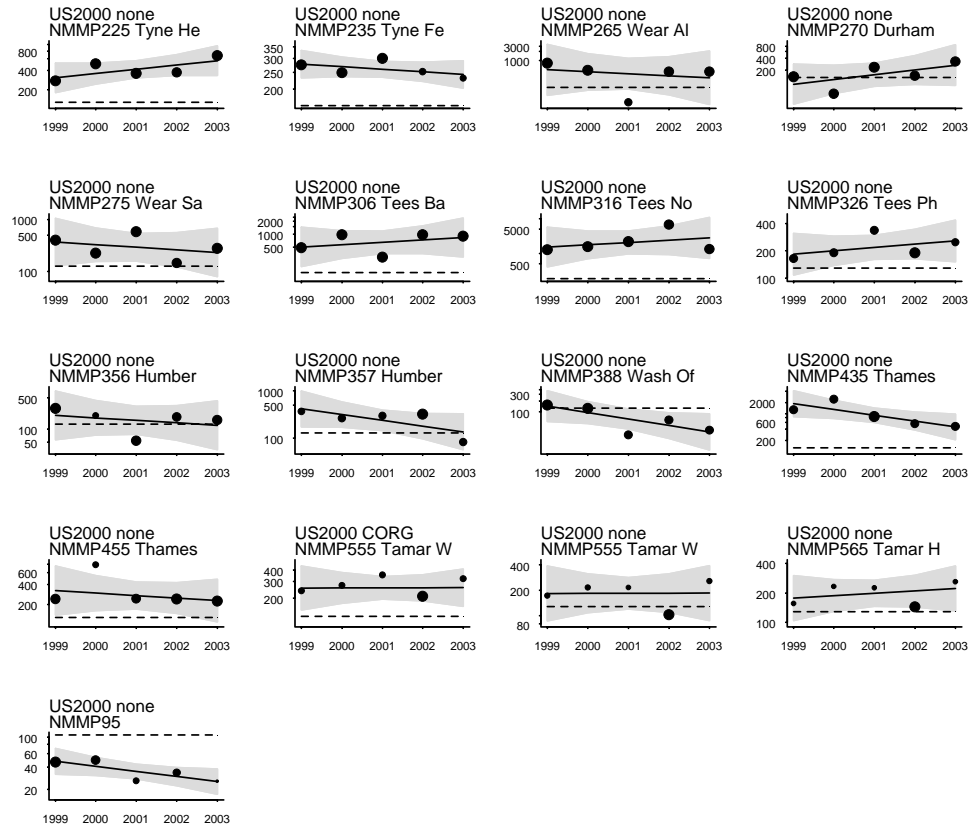 US2000 none
NMMP225 Tyne He
800
400
200
1999 2000 2001 2002 2003
US2000 none
NMMP235 Tyne Fe
350
300
250
200
1999 2000 2001 2002 2003
US2000 none
NMMP265 Wear Al
3000
1000
1999 2000 2001 2002 2003
US2000 none
NMMP270 Durham
800
400
200
1999 2000 2001 2002 2003
US2000 none
NMMP275 Wear Sa
1000
500
100
1999 2000 2001 2002 2003
US2000 none
NMMP306 Tees Ba
2000
1000
500
1999 2000 2001 2002 2003
US2000 none
NMMP316 Tees No
5000
500
1999 2000 2001 2002 2003
US2000 none
NMMP326 Tees Ph
400
200
100
1999 2000 2001 2002 2003
US2000 none
NMMP356 Humber
500
100
50
1999 2000 2001 2002 2003
US2000 none
NMMP357 Humber
1000
500
100
1999 2000 2001 2002 2003
US2000 none
NMMP388 Wash Of
300
100
1999 2000 2001 2002 2003
US2000 none
NMMP435 Thames
2000
600
200
1999 2000 2001 2002 2003
US2000 none
NMMP455 Thames
600
400
200
1999 2000 2001 2002 2003
US2000 CORG
NMMP555 Tamar W
400
300
200
1999 2000 2001 2002 2003
US2000 none
NMMP555 Tamar W
400
200
80
1999 2000 2001 2002 2003
US2000 none
NMMP565 Tamar H
400
200
100
1999 2000 2001 2002 2003
US2000 none
NMMP95
100
60
40
20
1999 2000 2001 2002 2003